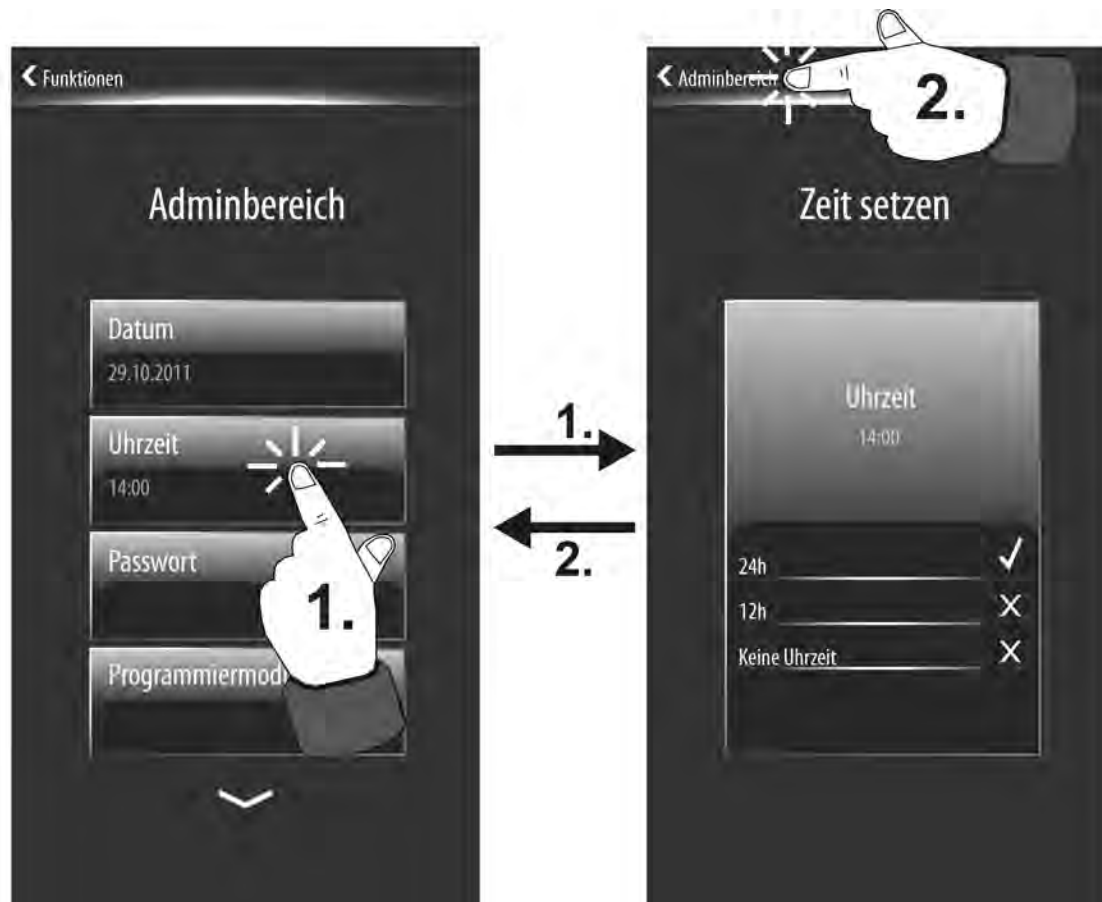 Funktionen
Adminbereich
Datum
29.10.2011
Uhrzeit
14:00
Passwort
1.
1.
2.
Adminbereich
2.
Zeit setzen
Uhrzeit
14:00
24h
12h
Keine Uhrzeit